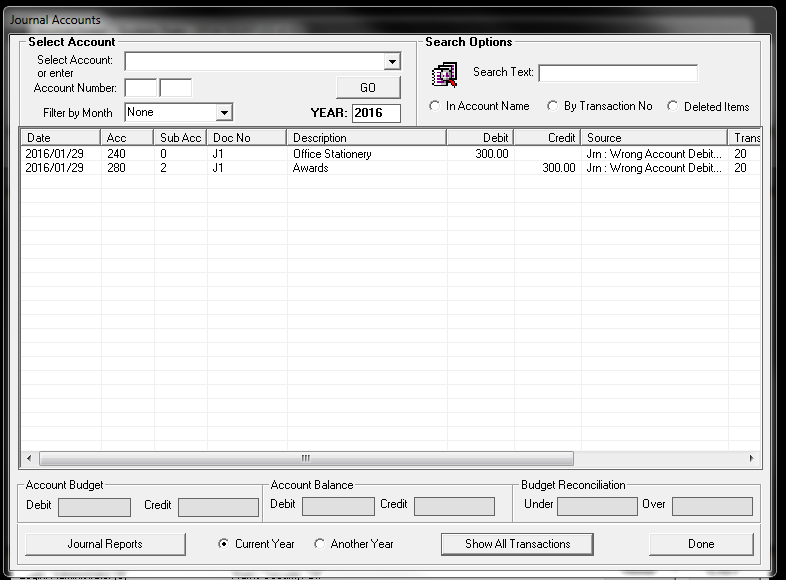 Journal Accounts
Select Account
Select Account:
or enter
Account Number:
GO
Filter by Month None
YEAR: 2016
Search Options
Search Text:
In Account Name By Transaction No Deleted Items
Date Acc Sub Acc Doc No Description Debit Credit Source Trans
2016/01/29 240 0 J1 Office Stationery 300.00 Jrn : Wrong Account Debit... 20
2016/01/29 280 2 J1 Awards 300.00 Jrn : Wrong Account Debit... 20
Account Budget
Debit Credit
Account Balance
Debit Credit
Budget Reconciliation
Under Over
Journal Reports Current Year Another Year Show All Transactions Done